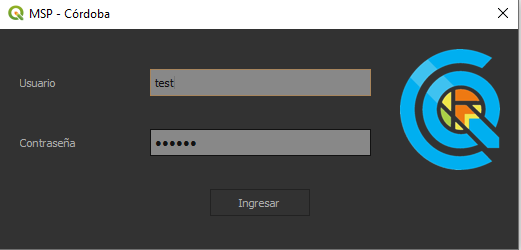 MSP - Córdoba
Usuario
test
Contraseña
••••••
Ingresar